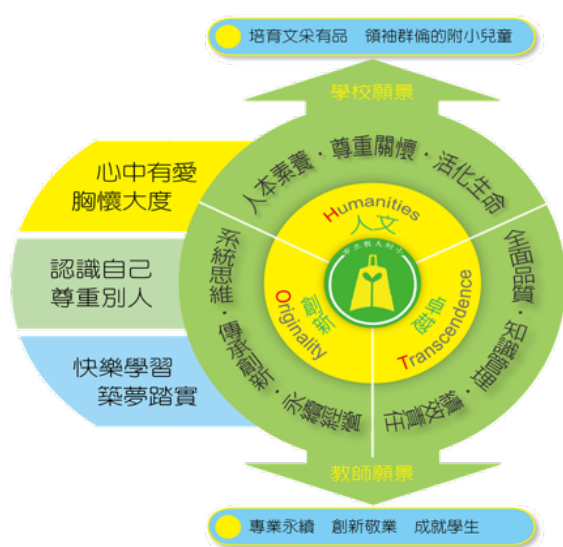 培育文采有品 領袖群倫的附小兒童
學校願景
人本素養·尊重關懷·活化生命
心中有愛
胸懷大度
Humanities
人文
認識自己
尊重別人
系統思維·傳承創新·永續經營
創新
Originality
卓越
Transcendence
全面品質·知識管理·績效責任
快樂學習
築夢踏實
教師願景
專業永續 創新敬業 成就學生